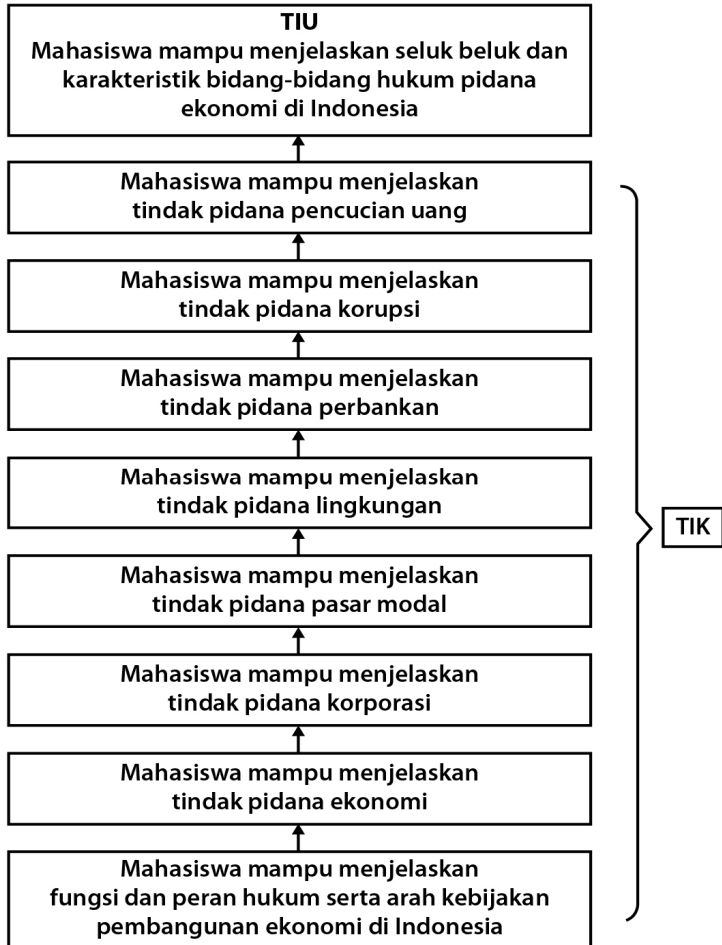 TIU
Mahasiswa mampu menjelaskan seluk beluk dan
karakteristik bidang-bidang hukum pidana
ekonomi di Indonesia
Mahasiswa mampu menjelaskan
tindak pidana pencucian uang
Mahasiswa mampu menjelaskan
tindak pidana korupsi
Mahasiswa mampu menjelaskan
tindak pidana perbankan
Mahasiswa mampu menjelaskan
tindak pidana lingkungan
TIK
Mahasiswa mampu menjelaskan
tindak pidana pasar modal
Mahasiswa mampu menjelaskan
tindak pidana korporasi
Mahasiswa mampu menjelaskan
tindak pidana ekonomi
Mahasiswa mampu menjelaskan
fungsi dan peran hukum serta arah kebijakan
pembangunan ekonomi di Indonesia